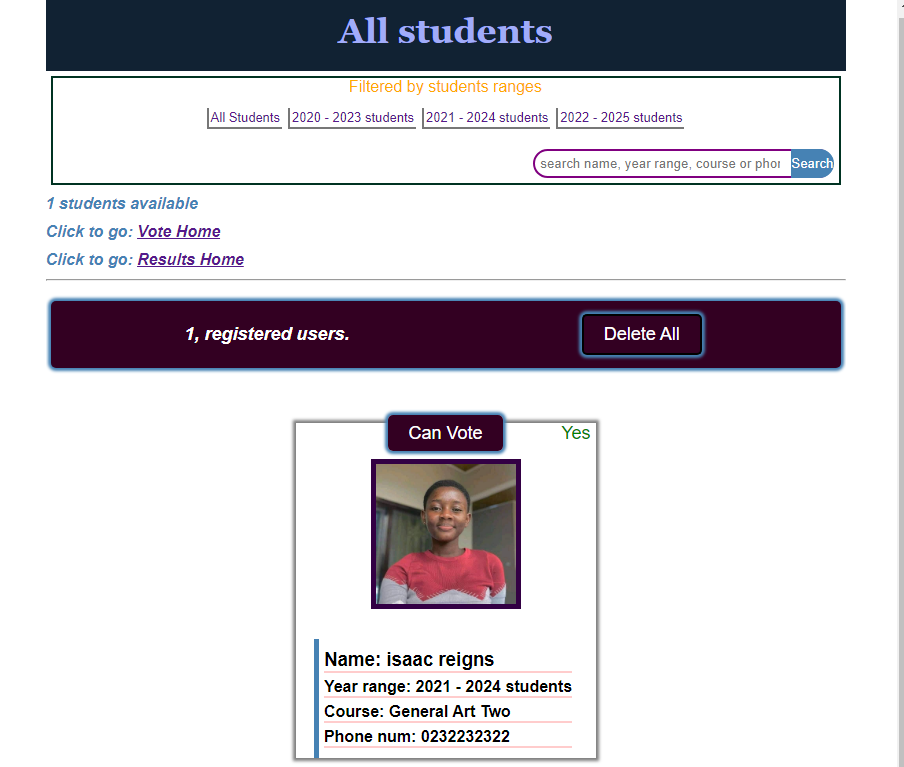 All students
Filtered by students ranges
All Students 2020 - 2023 students 2021 - 2024 students 2022 - 2025 students
search name, year range, course or phor Search
1 students available
Click to go: Vote Home
Click to go: Results Home
1, registered users. Delete All
Can Vote Yes
Name: isaac reigns
Year range: 2021 - 2024 students
Course: General Art Two
Phone num: 0232232322